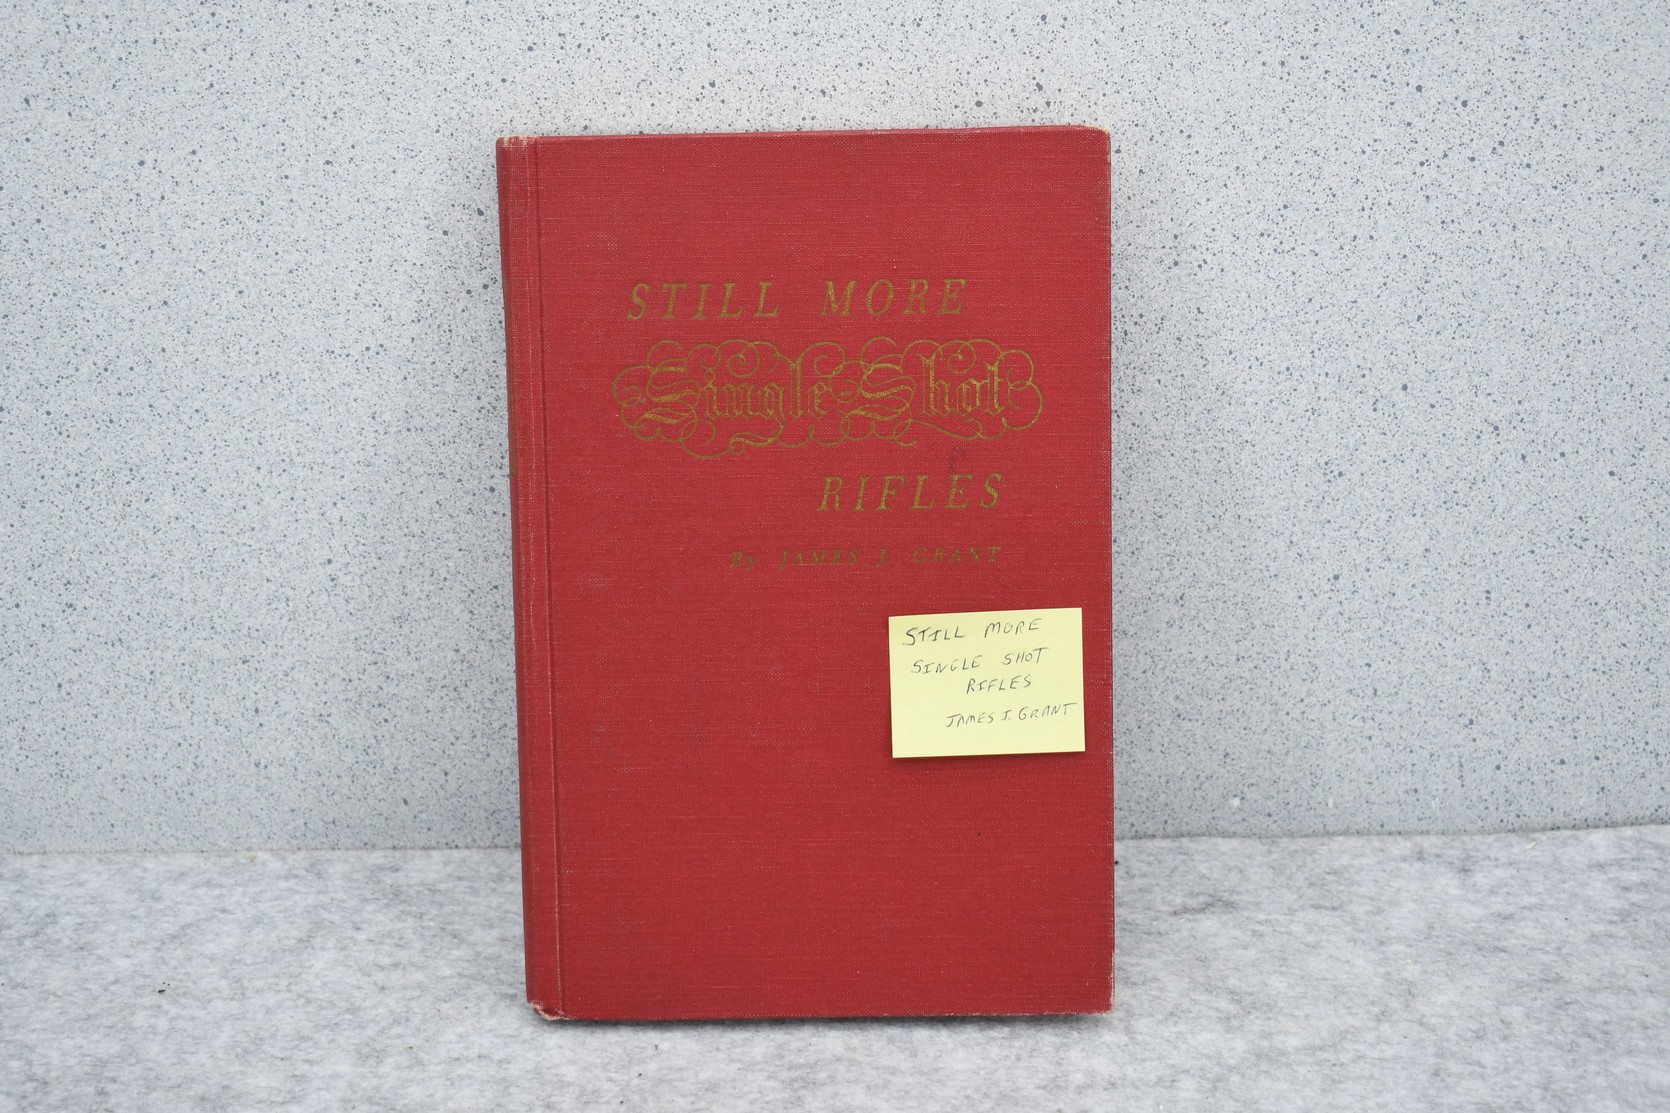 STILL MORE
Single Shot
RIFLES
By JAMES J. GRANT
STILL MORE
SINGLE SHOT
RIFLES
JAMES J. GRANT